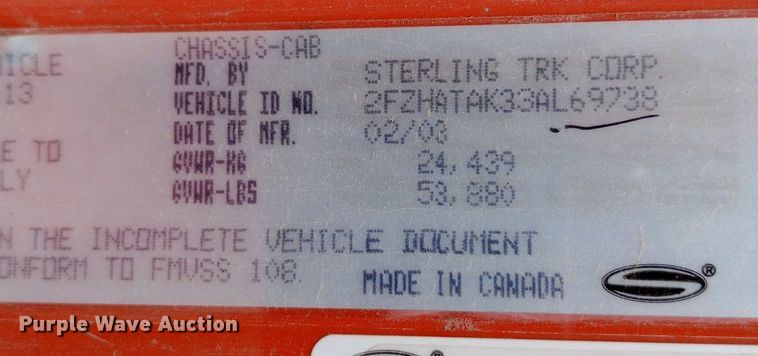 CHASSIS-CAB
HICLE MFD. BY STERLING TRK CORP.
13 VEHICLE ID NO. 2FZHATAK33AL69738
DATE OF MFR. 02/03
E TO GVWR-KG 24,439
LY GVWR-LBS 53,880
N THE INCOMPLETE VEHICLE DOCUMENT
ONFORM TO FMVSS 108.
MADE IN CANADA ®
Purple Wave Auction